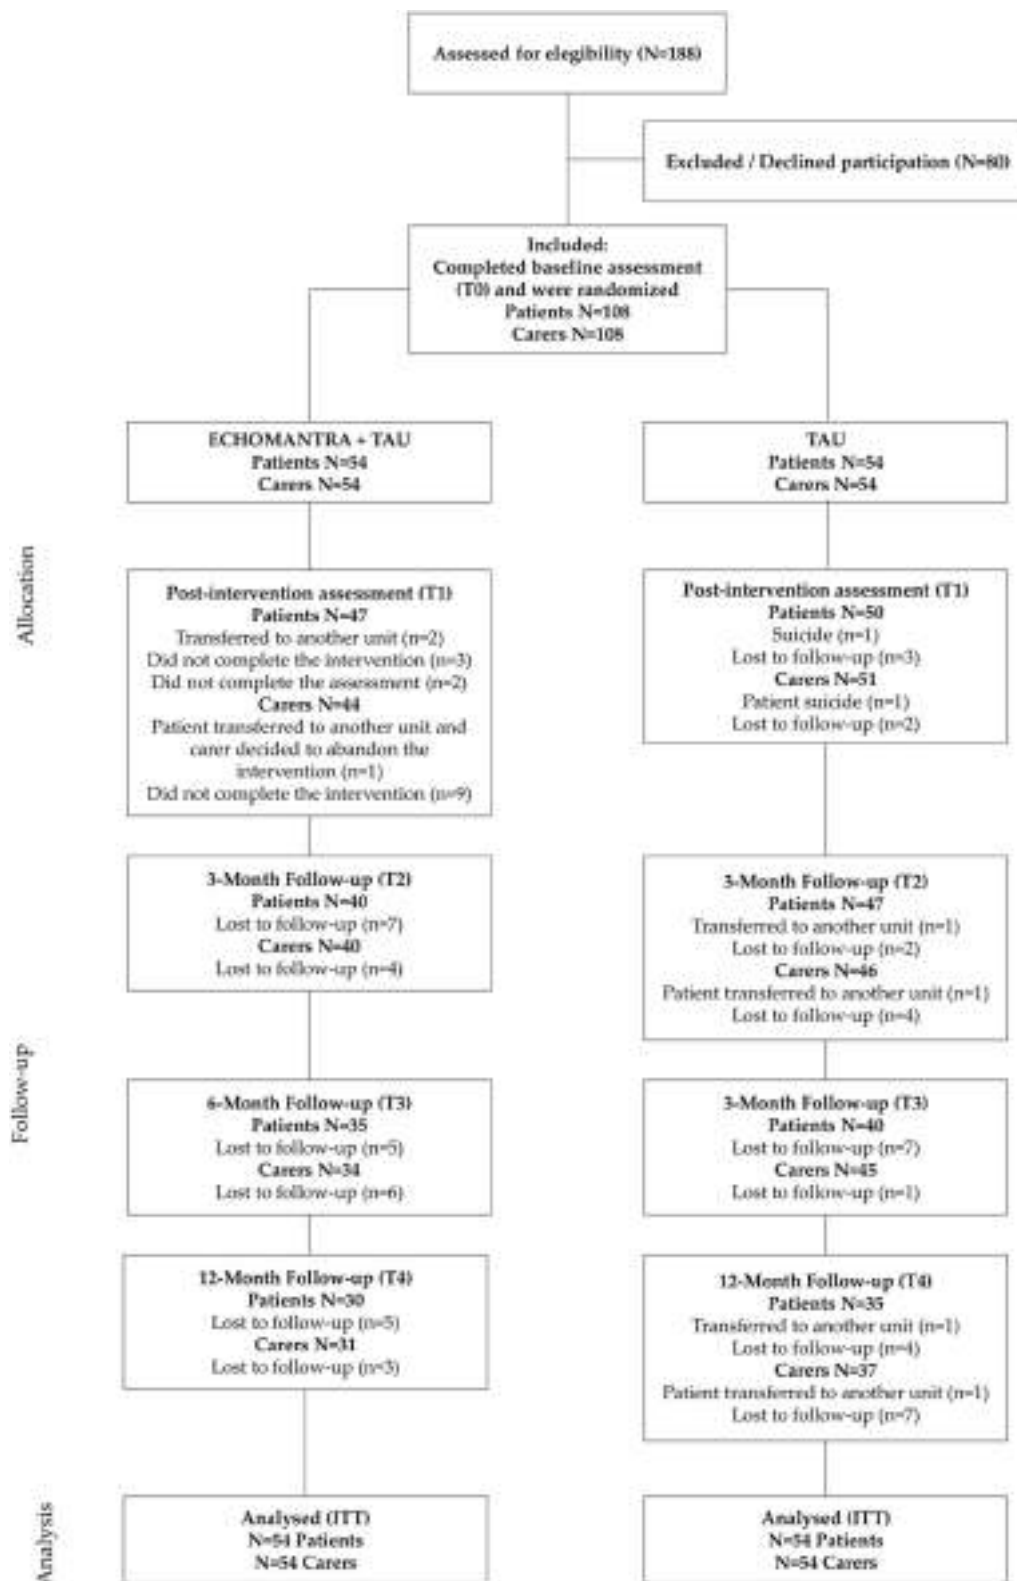 Assessed for elegibility (N=188)
Excluded / Declined participation (N=80)
Included:
Completed baseline assessment
(T0) and were randomized
Patients N=108
Carers N=108
ECHOMANTRA + TAU
Patients N=54
Carers N=54
TAU
Patients N=54
Carers N=54
Allocation
Post-intervention assessment (T1)
Patients N=47
Transferred to another unit (n=2)
Did not complete the intervention (n=3)
Did not complete the assessment (n=2)
Carers N=44
Patient transferred to another unit and
carer decided to abandon the
intervention (n=1)
Did not complete the intervention (n=9)
Post-intervention assessment (T1)
Patients N=50
Suicide (n=1)
Lost to follow-up (n=3)
Carers N=51
Patient suicide (n=1)
Lost to follow-up (n=2)
Follow-up
3-Month Follow-up (T2)
Patients N=40
Lost to follow-up (n=7)
Carers N=40
Lost to follow-up (n=4)
3-Month Follow-up (T2)
Patients N=47
Transferred to another unit (n=1)
Lost to follow-up (n=2)
Carers N=46
Patient transferred to another unit (n=1)
Lost to follow-up (n=4)
6-Month Follow-up (T3)
Patients N=35
Lost to follow-up (n=5)
Carers N=34
Lost to follow-up (n=6)
3-Month Follow-up (T3)
Patients N=40
Lost to follow-up (n=7)
Carers N=45
Lost to follow-up (n=1)
12-Month Follow-up (T4)
Patients N=30
Lost to follow-up (n=5)
Carers N=31
Lost to follow-up (n=3)
12-Month Follow-up (T4)
Patients N=35
Transferred to another unit (n=1)
Lost to follow-up (n=4)
Carers N=37
Patient transferred to another unit (n=1)
Lost to follow-up (n=7)
Analysis
Analysed (ITT)
N=54 Patients
N=54 Carers
Analysed (ITT)
N=54 Patients
N=54 Carers